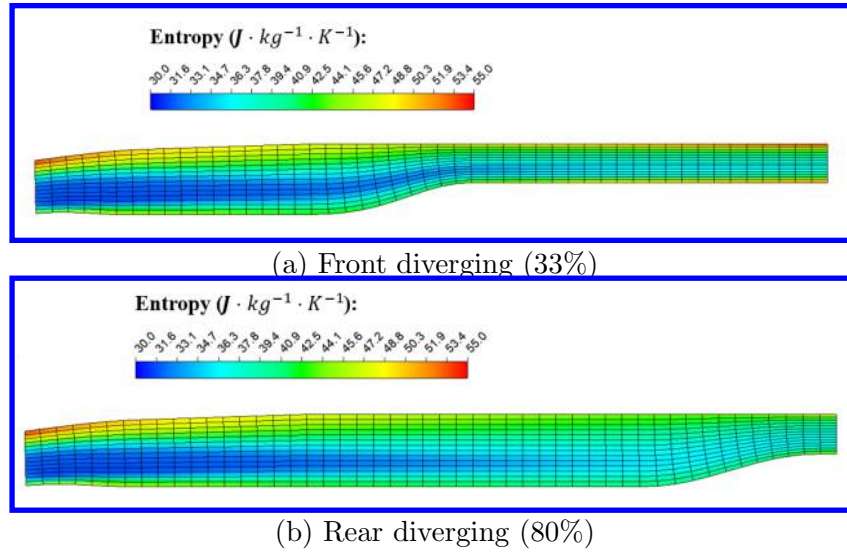 Entropy (J · kg⁻¹ · K⁻¹):
30.0 31.6 33.1 34.7 36.3 37.8 39.4 40.9 42.5 44.1 45.6 47.2 48.8 50.3 51.9 53.4 55.0
(a) Front diverging (33%)
Entropy (J · kg⁻¹ · K⁻¹):
30.0 31.6 33.1 34.7 36.3 37.8 39.4 40.9 42.5 44.1 45.6 47.2 48.8 50.3 51.9 53.4 55.0
(b) Rear diverging (80%)